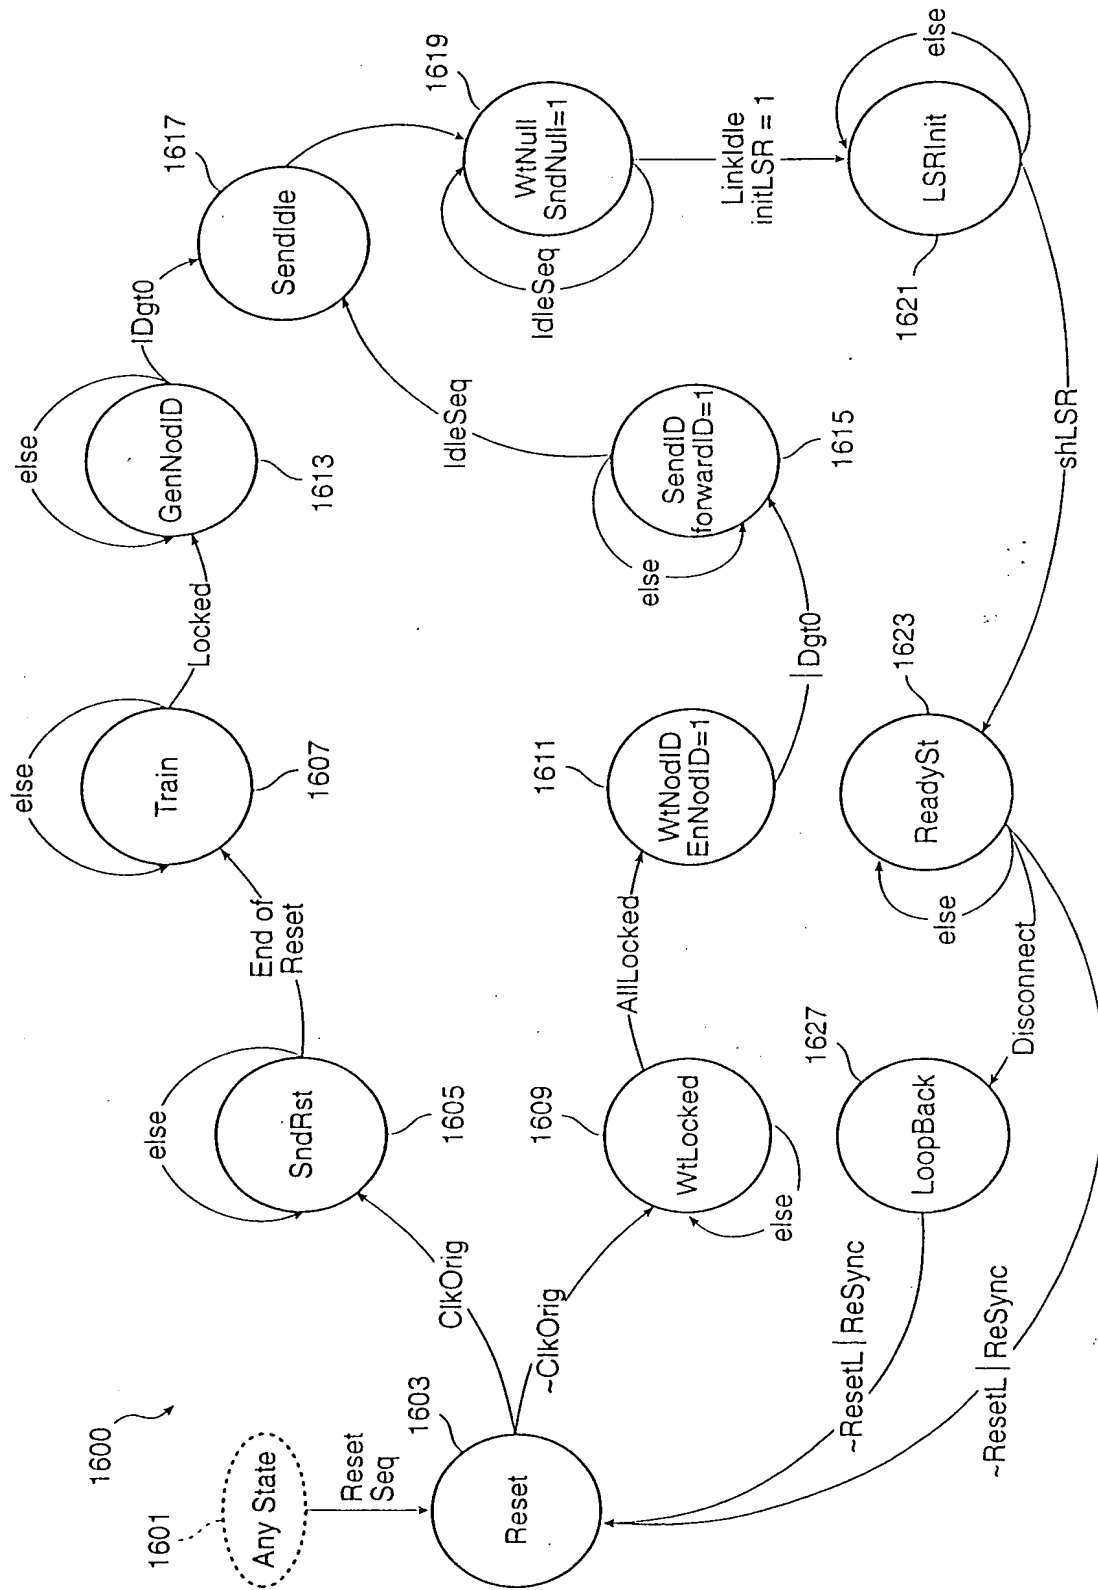 1600
1601
Any State
Reset
Seq
1603
Reset
ClkOrig
~ClkOrig
else
SndRst
1605
End of
Reset
else
Train
1607
Locked
else
GenNodID
1613
IDgt0
1617
SendIdle
1609
WtLocked
else
AllLocked
1611
WtNodID
EnNodID=1
IDgt0
else
SendID
forwardID=1
1615
IdleSeq
1619
WtNull
SndNull=1
IdleSeq
LinkIdle
initLSR = 1
LSRInit
else
1621
shLSR
1623
ReadySt
else
Disconnect
1627
LoopBack
~ResetL|ReSync
~ResetL|ReSync